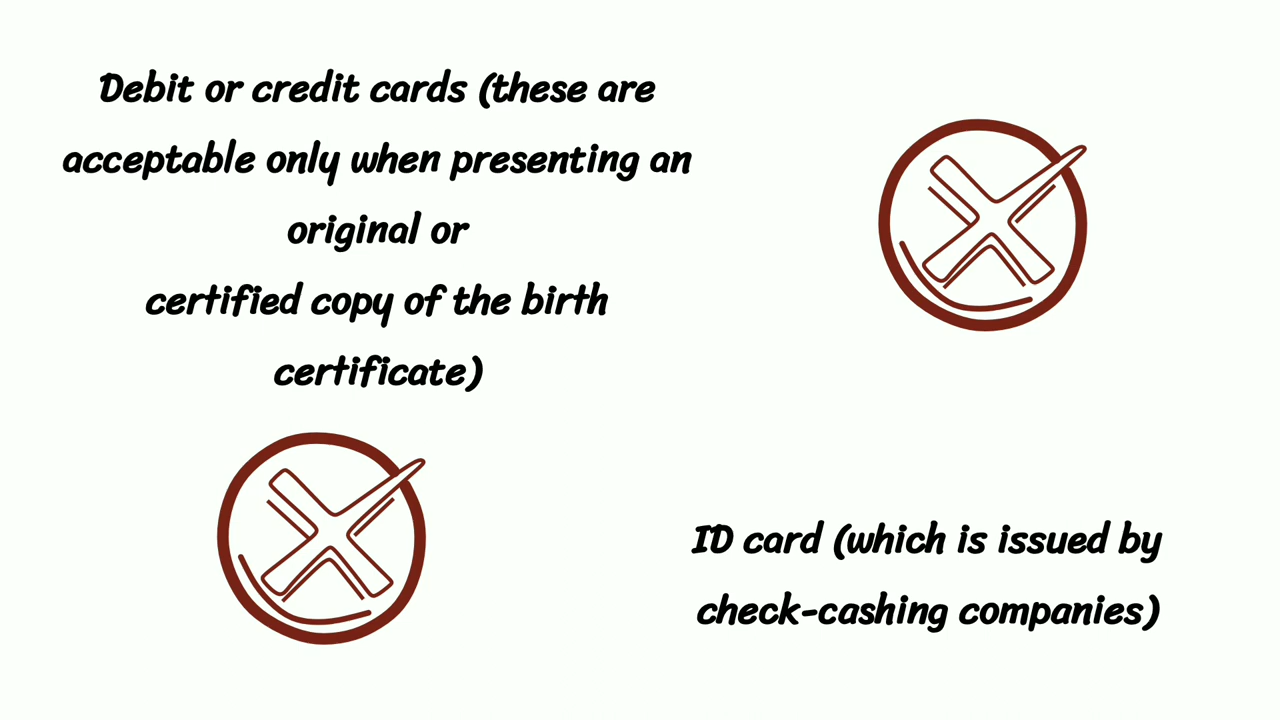 Debit or credit cards (these are
acceptable only when presenting an
original or
certified copy of the birth
certificate)
ID card (which is issued by
check-cashing companies)